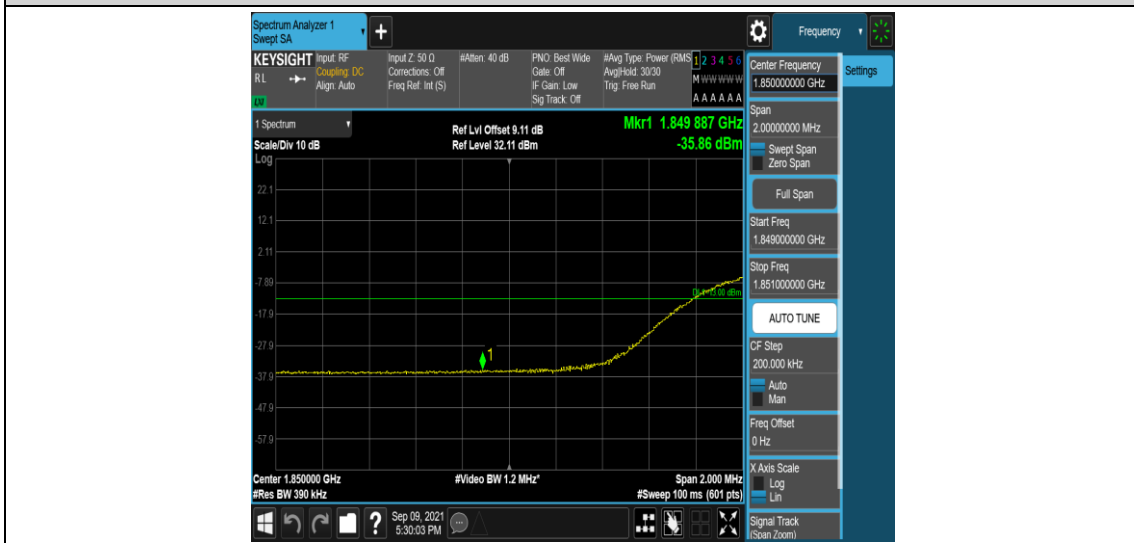 Spectrum Analyzer 1
Swept SA
Frequency
KEYSIGHT
RL
LXI
Input: RF
Coupling: DC
Align: Auto
Input Z: 50 Ω
Corrections: Off
Freq Ref: Int (S)
#Atten: 40 dB
PNO: Best Wide
Gate: Off
IF Gain: Low
Sig Track: Off
#Avg Type: Power (RMS
Avg|Hold: 30/30
Trig: Free Run
1 2 3 4 5 6
M W W W W W
A A A A A A
1 Spectrum
Scale/Div 10 dB
Log
Ref Lvl Offset 9.11 dB
Ref Level 32.11 dBm
Mkr1 1.849 887 GHz
-35.86 dBm
22.1
12.1
2.11
-7.89
DL1 -13.00 dBm
-17.9
-27.9
1
-37.9
-47.9
-57.9
Center 1.850000 GHz
#Res BW 390 kHz
#Video BW 1.2 MHz*
Span 2.000 MHz
#Sweep 100 ms (601 pts)
Center Frequency
1.850000000 GHz
Settings
Span
2.00000000 MHz
Swept Span
Zero Span
Full Span
Start Freq
1.849000000 GHz
Stop Freq
1.851000000 GHz
AUTO TUNE
CF Step
200.000 kHz
Auto
Man
Freq Offset
0 Hz
X Axis Scale
Log
Lin
Signal Track
(Span Zoom)
?
Sep 09, 2021
5:30:03 PM